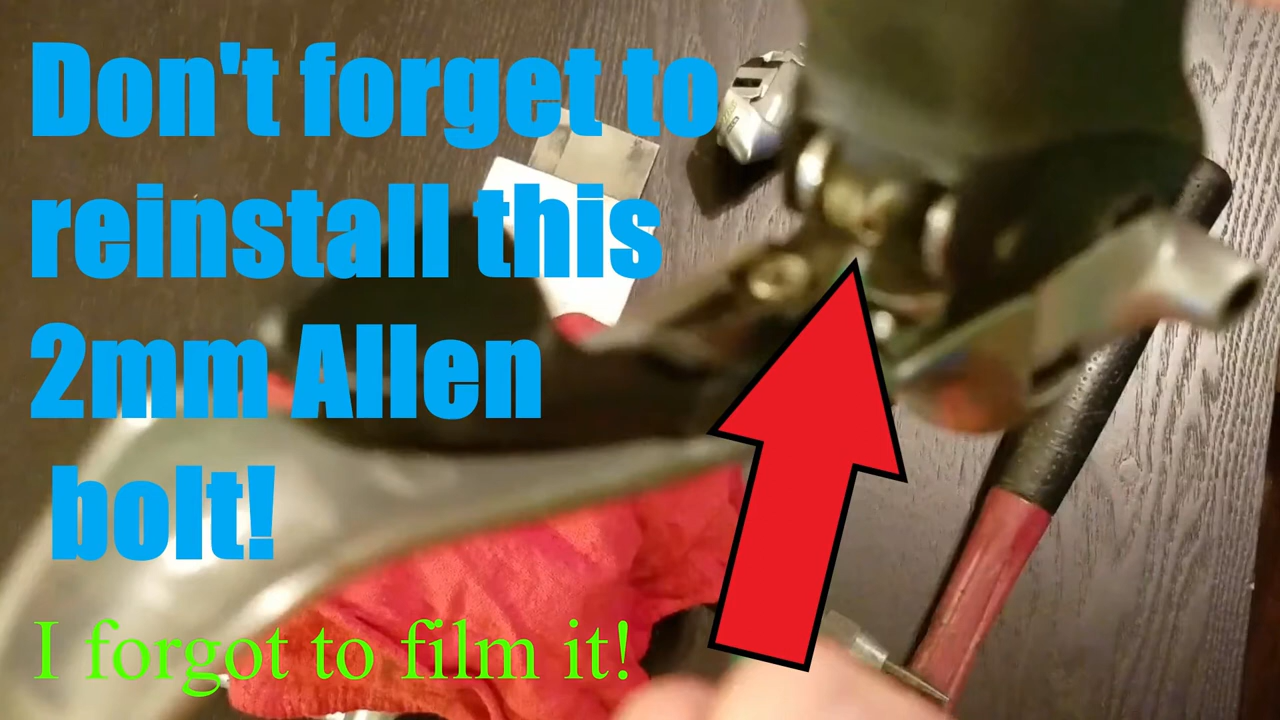 Don't forget to
reinstall this
2mm Allen
bolt!
I forgot to film it!